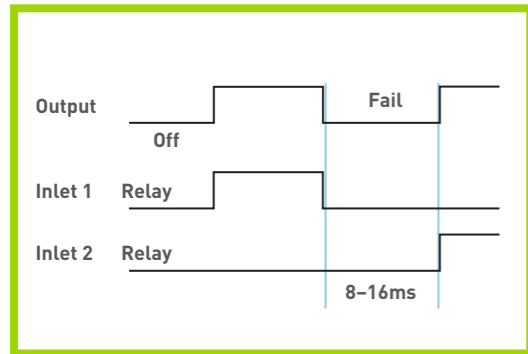 Output
Fail
Off
Inlet 1 Relay
Inlet 2 Relay
8–16ms